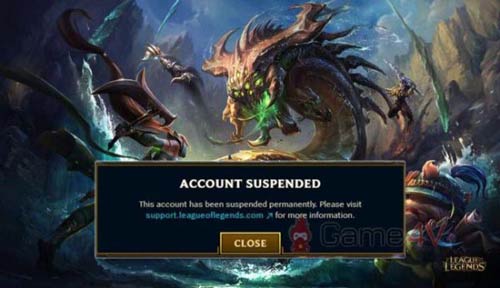 ACCOUNT SUSPENDED
This account has been suspended permanently. Please visit
support.leagueoflegends.com for more information.
CLOSE
LEAGUE OF
LEGENDS